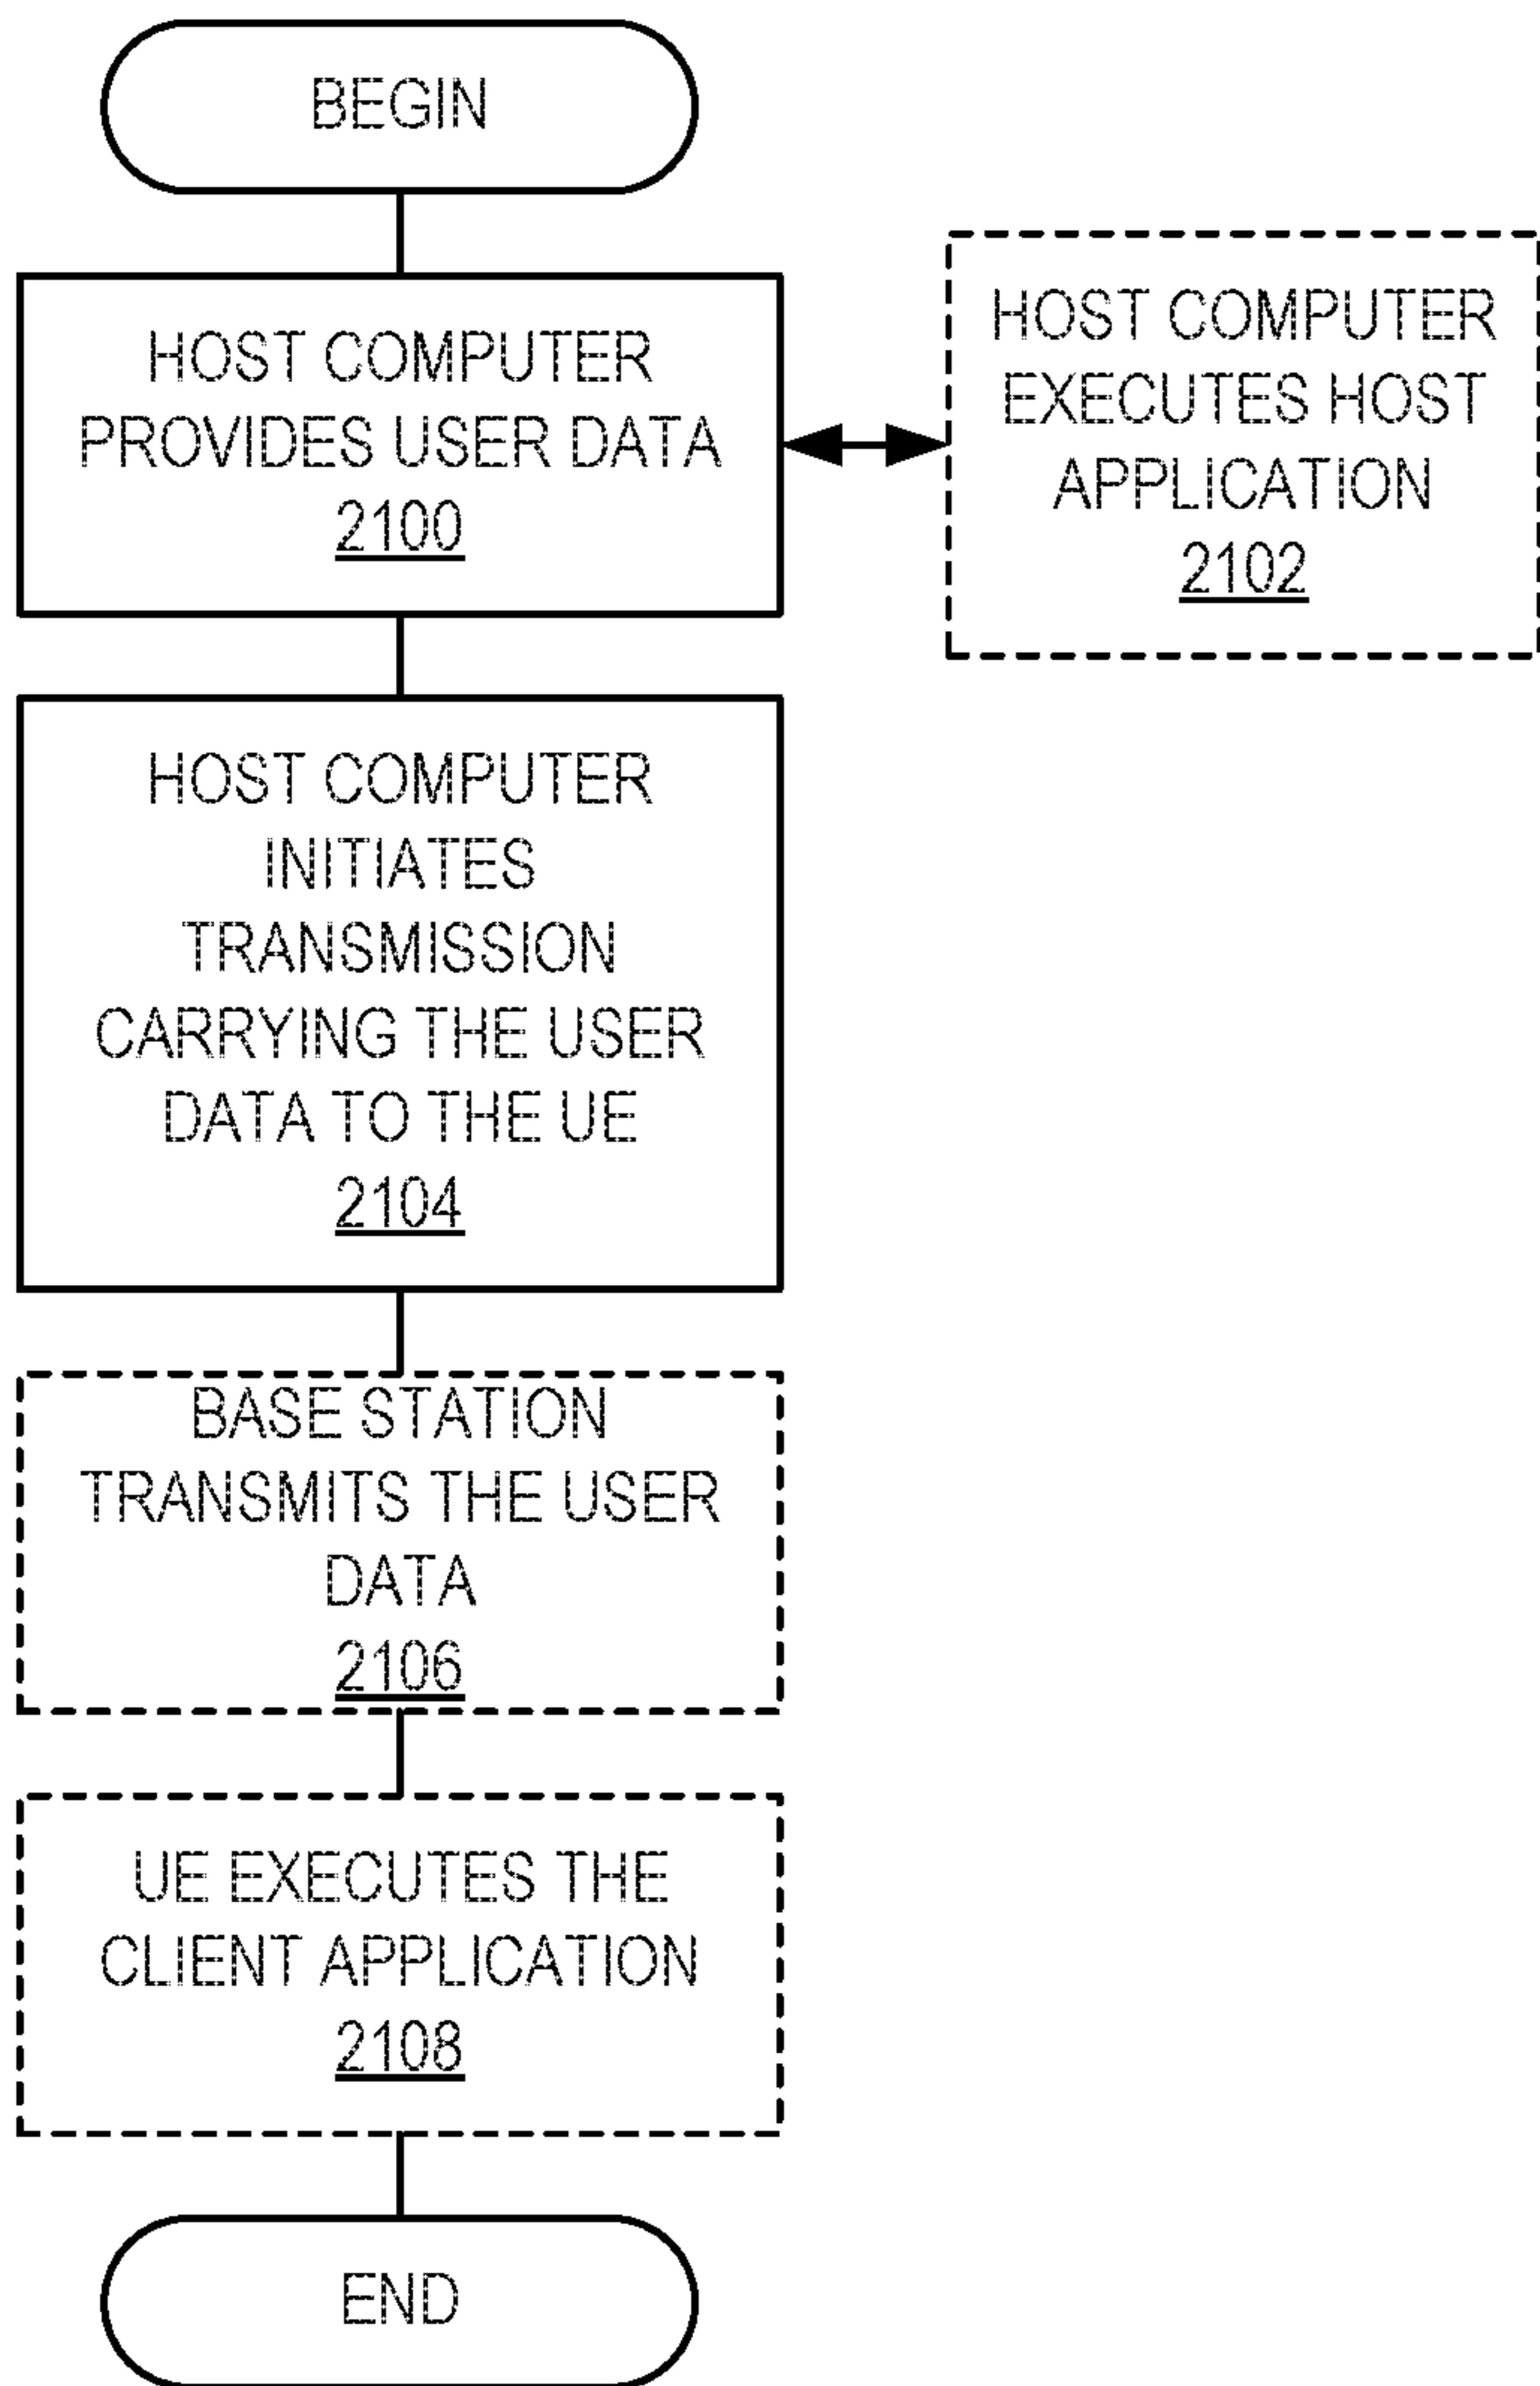 BEGIN
HOST COMPUTER
PROVIDES USER DATA
2100
HOST COMPUTER
EXECUTES HOST
APPLICATION
2102
HOST COMPUTER
INITIATES
TRANSMISSION
CARRYING THE USER
DATA TO THE UE
2104
BASE STATION
TRANSMITS THE USER
DATA
2106
UE EXECUTES THE
CLIENT APPLICATION
2108
END